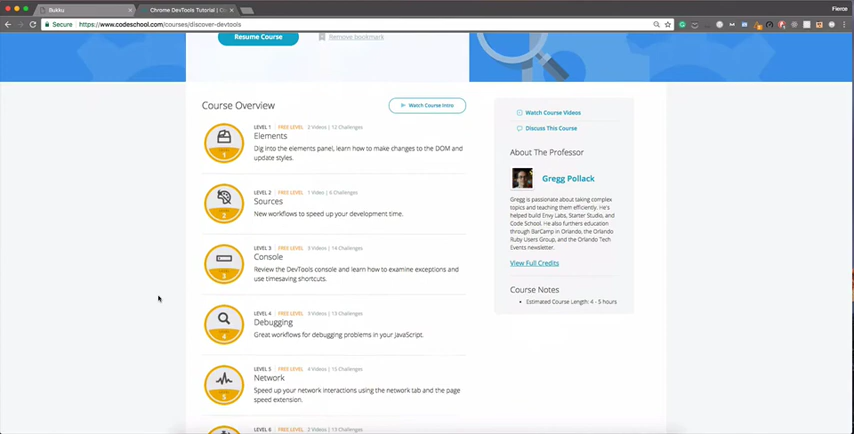 Bukku
Chrome DevTools Tutorial | C
Fierce
Secure
https://www.codeschool.com/courses/discover-devtools
Resume Course
Remove bookmark
Course Overview
Watch Course Intro
LEVEL 1 FREE LEVEL 2 Videos | 12 Challenges
Elements
Dig into the elements panel, learn how to make changes to the DOM and
update styles.
1
LEVEL 2 FREE LEVEL 1 Video | 6 Challenges
Sources
New workflows to speed up your development time.
2
LEVEL 3 FREE LEVEL 3 Videos | 14 Challenges
Console
Review the DevTools console and learn how to examine exceptions and
use timesaving shortcuts.
3
LEVEL 4 FREE LEVEL 3 Videos | 13 Challenges
Debugging
Great workflows for debugging problems in your JavaScript.
4
LEVEL 5 FREE LEVEL 4 Videos | 15 Challenges
Network
Speed up your network interactions using the network tab and the page
speed extension.
5
LEVEL 6 FREE LEVEL 2 Videos | 13 Challenges
Watch Course Videos
Discuss This Course
About The Professor
Gregg Pollack
Gregg is passionate about taking complex
topics and teaching them efficiently. He's
helped build Envy Labs, Starter Studio, and
Code School. He also furthers education
through BarCamp in Orlando, the Orlando
Ruby Users Group, and the Orlando Tech
Events newsletter.
View Full Credits
Course Notes
• Estimated Course Length: 4 - 5 hours